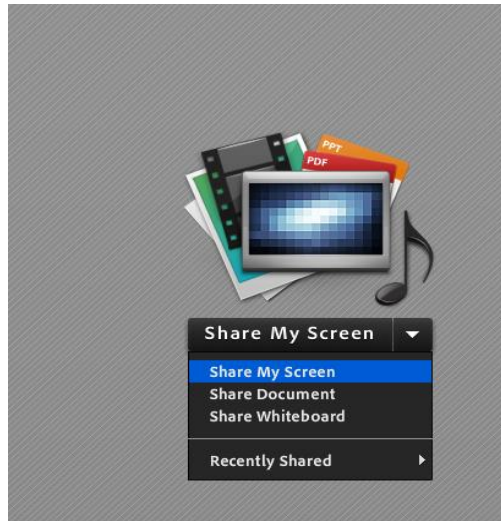 PPT
PDF
Share My Screen
Share My Screen
Share Document
Share Whiteboard
Recently Shared